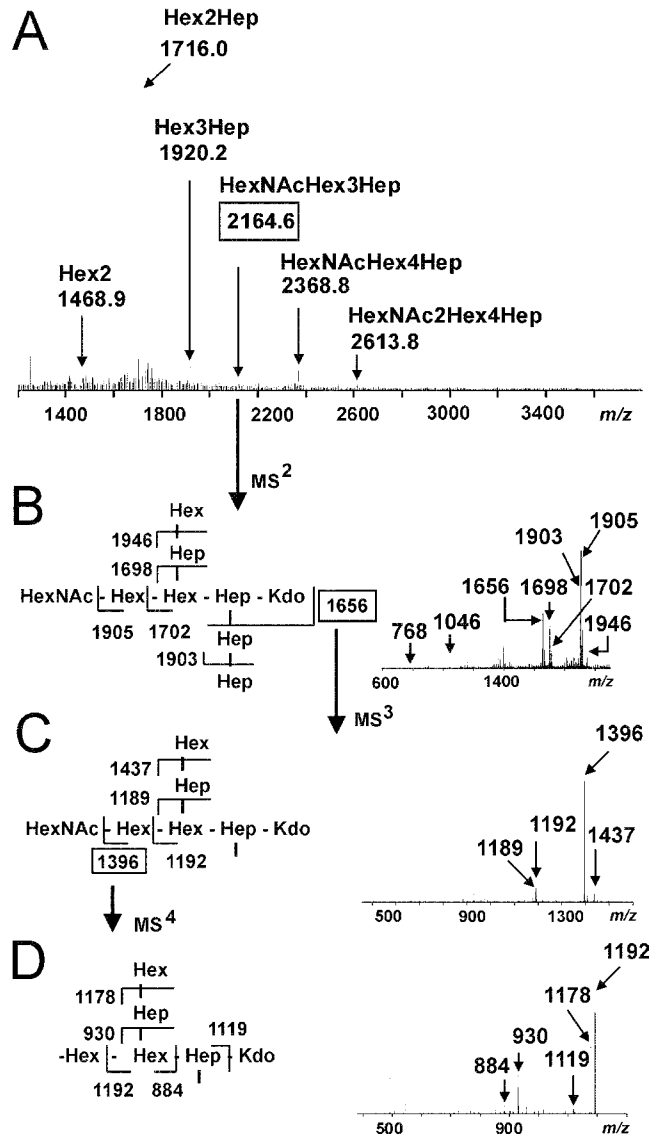 A
Hex2Hep
1716.0
Hex3Hep
1920.2
HexNAcHex3Hep
2164.6
Hex2
1468.9
HexNAcHex4Hep
2368.8
HexNAc2Hex4Hep
2613.8
1400 1800 2200 2600 3000 3400 m/z
MS2
B
Hex
1946
Hep
1698
HexNAc - Hex - Hex - Hep - Kdo
1656
1905 1702
Hep
1903
Hep
1905
1903
1656 1698 1702
768 1046
1946
600 1400 m/z
MS3
C
Hex
1437
Hep
1189
HexNAc - Hex - Hex - Hep - Kdo
1396 1192
1396
1192
1189 1437
500 900 1300 m/z
MS4
D
Hex
1178
Hep
930 1119
-Hex - Hex Hep - Kdo
1192 884
1192
1178
930
884 1119
500 900 m/z